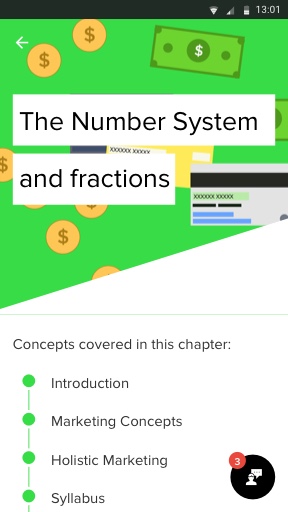 13:01
The Number System
and fractions
XXXXXX XXXXX
XXXXXX XXXXX
Concepts covered in this chapter:
Introduction
Marketing Concepts
Holistic Marketing
Syllabus
3
$
$
$
$
$